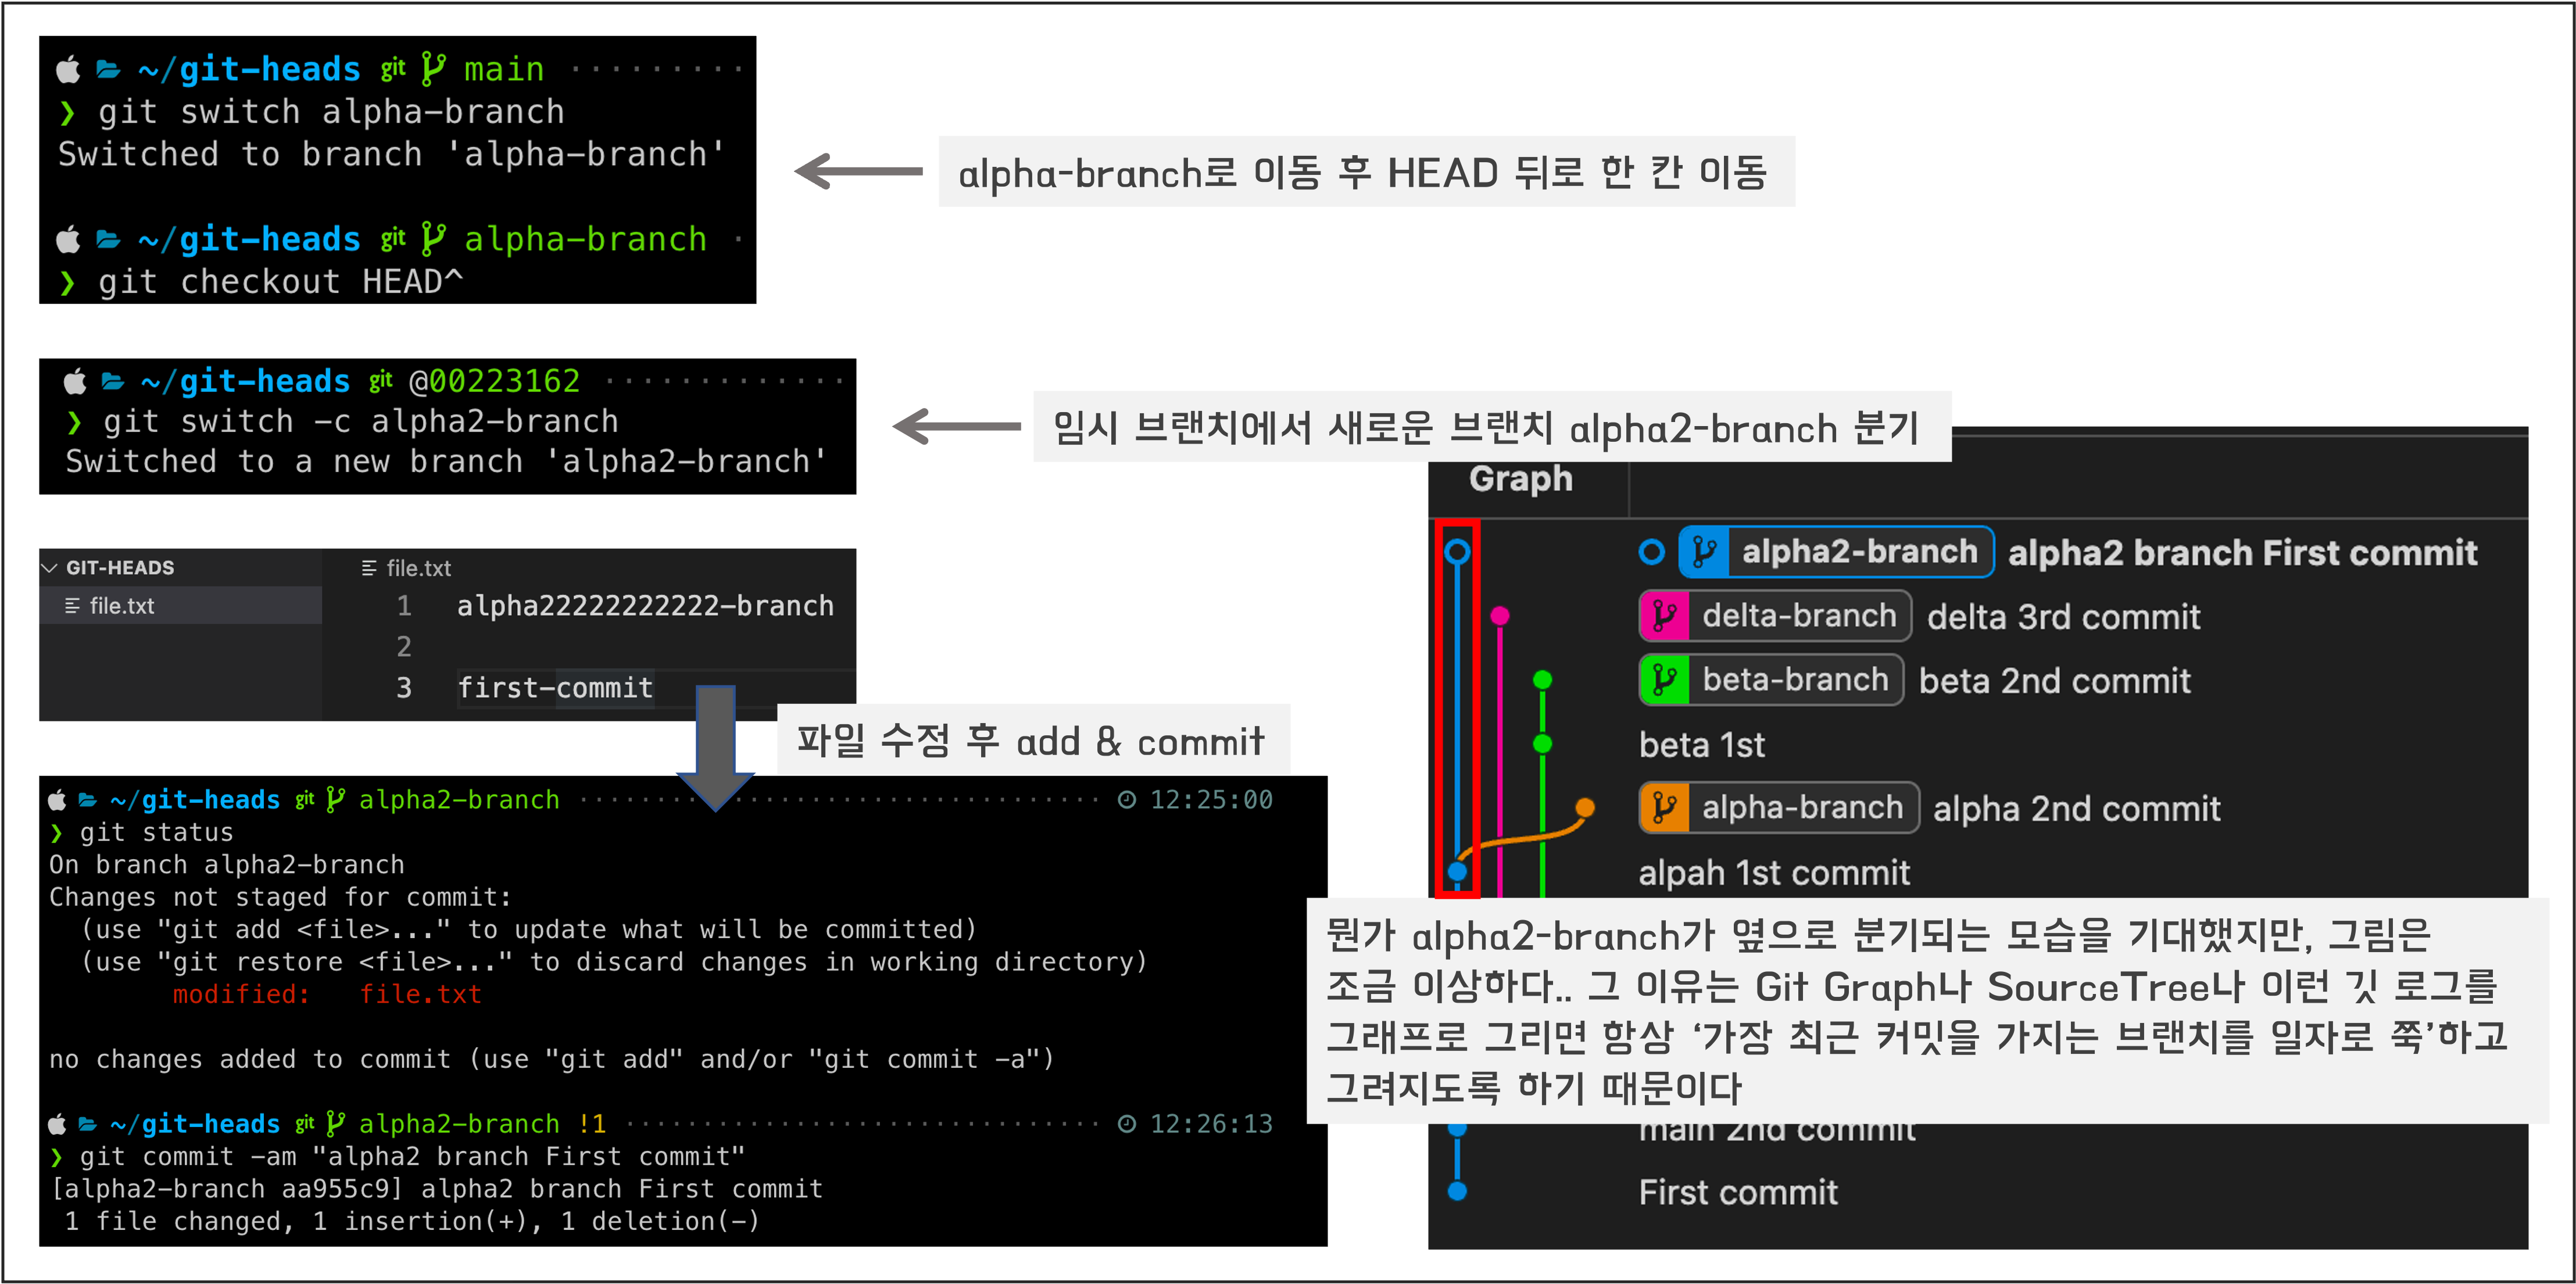 ~/git-heads git main
❯ git switch alpha-branch
Switched to branch 'alpha-branch'
~/git-heads git alpha-branch
❯ git checkout HEAD^
alpha-branch로 이동 후 HEAD 뒤로 한 칸 이동
~/git-heads git @00223162
❯ git switch -c alpha2-branch
Switched to a new branch 'alpha2-branch'
임시 브랜치에서 새로운 브랜치 alpha2-branch 분기
GIT-HEADS
file.txt
file.txt
1 alpha22222222222-branch
2
3 first-commit
파일 수정 후 add & commit
~/git-heads git alpha2-branch 12:25:00
❯ git status
On branch alpha2-branch
Changes not staged for commit:
(use "git add <file>..." to update what will be committed)
(use "git restore <file>..." to discard changes in working directory)
modified: file.txt
no changes added to commit (use "git add" and/or "git commit -a")
~/git-heads git alpha2-branch !1 12:26:13
❯ git commit -am "alpha2 branch First commit"
[alpha2-branch aa955c9] alpha2 branch First commit
1 file changed, 1 insertion(+), 1 deletion(-)
Graph
alpha2-branch alpha2 branch First commit
delta-branch delta 3rd commit
beta-branch beta 2nd commit
beta 1st
alpha-branch alpha 2nd commit
alpah 1st commit
뭔가 alpha2-branch가 옆으로 분기되는 모습을 기대했지만, 그림은
조금 이상하다.. 그 이유는 Git Graph나 SourceTree나 이런 깃 로그를
그래프로 그리면 항상 ‘가장 최근 커밋을 가지는 브랜치를 일자로 쭉’하고
그려지도록 하기 때문이다
main 2nd commit
First commit